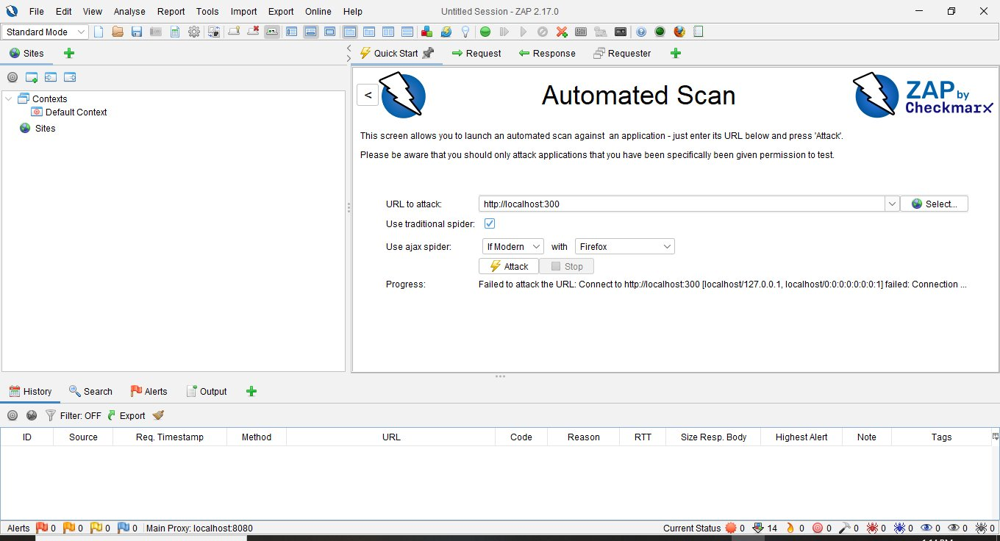 File Edit View Analyse Report Tools Import Export Online Help Untitled Session - ZAP 2.17.0
Standard Mode
Sites
Quick Start Request Response Requester
Contexts
Default Context
Sites
<
Automated Scan
ZAP by
Checkmarx
This screen allows you to launch an automated scan against an application - just enter its URL below and press 'Attack'.
Please be aware that you should only attack applications that you have been specifically been given permission to test.
URL to attack: http://localhost:300 Select...
Use traditional spider:
Use ajax spider: If Modern with Firefox
Attack Stop
Progress: Failed to attack the URL: Connect to http://localhost:300 [localhost/127.0.0.1, localhost/0:0:0:0:0:0:0:1] failed: Connection ...
History Search Alerts Output
Filter: OFF Export
ID Source Req. Timestamp Method URL Code Reason RTT Size Resp. Body Highest Alert Note Tags
Alerts 0 0 0 0 Main Proxy: localhost:8080 Current Status 0 14 0 0 0 0 0 0 0 0